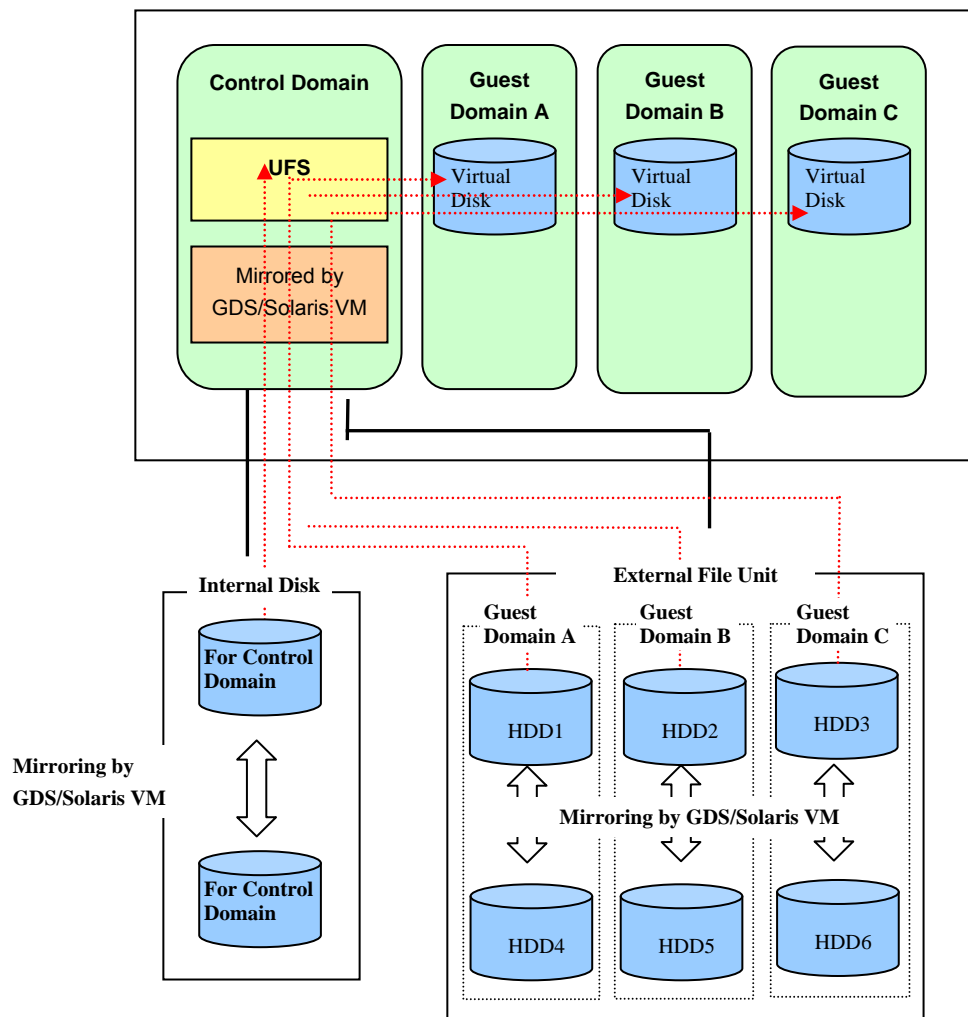 Control Domain
Guest
Domain A
Guest
Domain B
Guest
Domain C
UFS
Virtual
Disk
Virtual
Disk
Virtual
Disk
Mirrored by
GDS/Solaris VM
Internal Disk
External File Unit
For Control
Domain
Guest
Domain A
Guest
Domain B
Guest
Domain C
HDD1
HDD2
HDD3
Mirroring by
GDS/Solaris VM
Mirroring by GDS/Solaris VM
For Control
Domain
HDD4
HDD5
HDD6